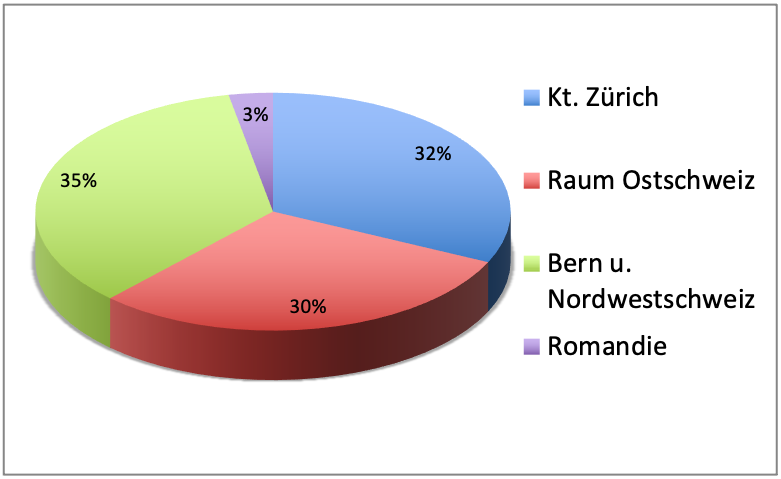 3%
32%
35%
30%
Kt. Zürich
Raum Ostschweiz
Bern u.
Nordwestschweiz
Romandie